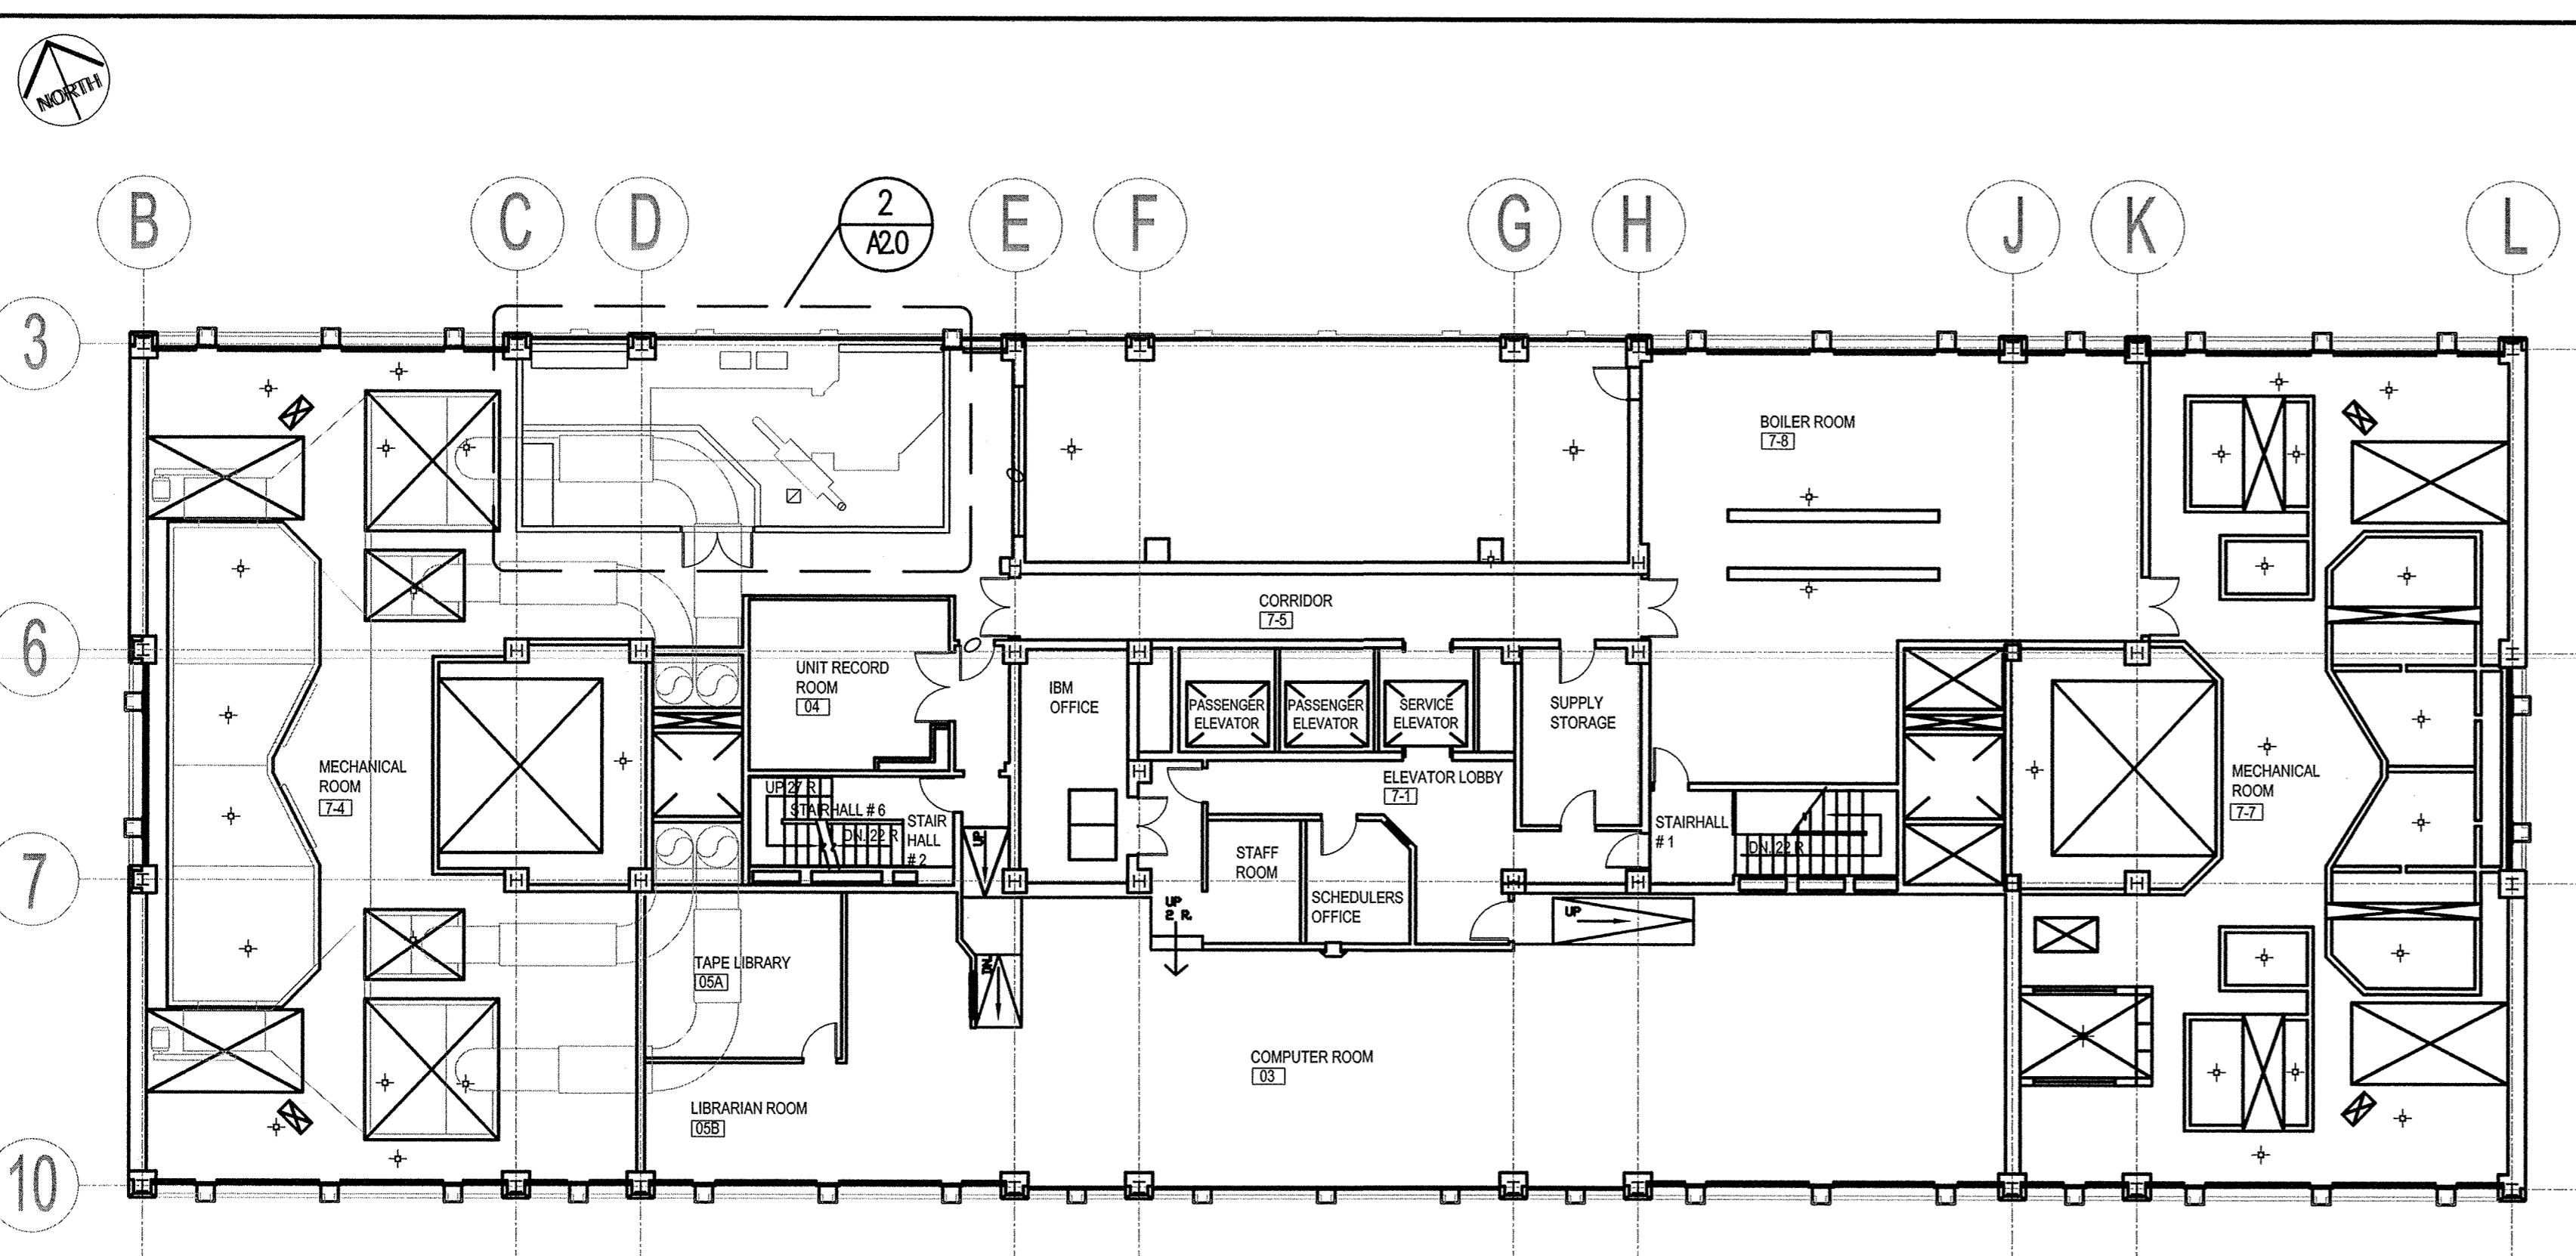 NORTH
2
A2.0
B
C
D
E
F
G
H
J
K
L
3
6
7
10
BOILER ROOM
7-8
CORRIDOR
7-5
UNIT RECORD
ROOM
04
IBM
OFFICE
PASSENGER
ELEVATOR
PASSENGER
ELEVATOR
SERVICE
ELEVATOR
SUPPLY
STORAGE
MECHANICAL
ROOM
7-4
UP 27 R
STAIRHALL # 6
DN. 22 R
STAIR
HALL
# 2
UP
ELEVATOR LOBBY
7-1
STAIRHALL
# 1
DN. 22 R
MECHANICAL
ROOM
7-7
STAFF
ROOM
SCHEDULERS
OFFICE
UP
2 R.
UP
TAPE LIBRARY
05A
DN.
COMPUTER ROOM
03
LIBRARIAN ROOM
05B